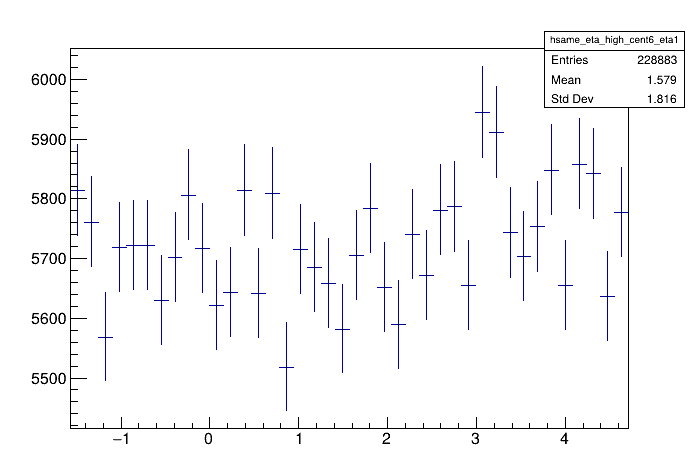 hsame_eta_high_cent6_eta1
Entries 228883
Mean 1.579
Std Dev 1.816
6000
5900
5800
5700
5600
5500
−1 0 1 2 3 4